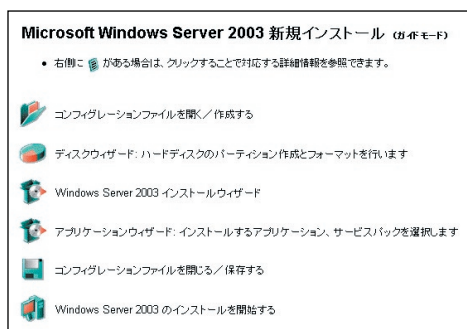 Microsoft Windows Server 2003 新規インストール (ガイドモード)
• 右側に がある場合は、クリックすることで対応する詳細情報を参照できます。
コンフィグレーションファイルを開く／作成する
ディスクウィザード: ハードディスクのパーティション作成とフォーマットを行います
Windows Server 2003 インストールウィザード
アプリケーションウィザード: インストールするアプリケーション、サービスパックを選択します
コンフィグレーションファイルを閉じる／保存する
Windows Server 2003 のインストールを開始する